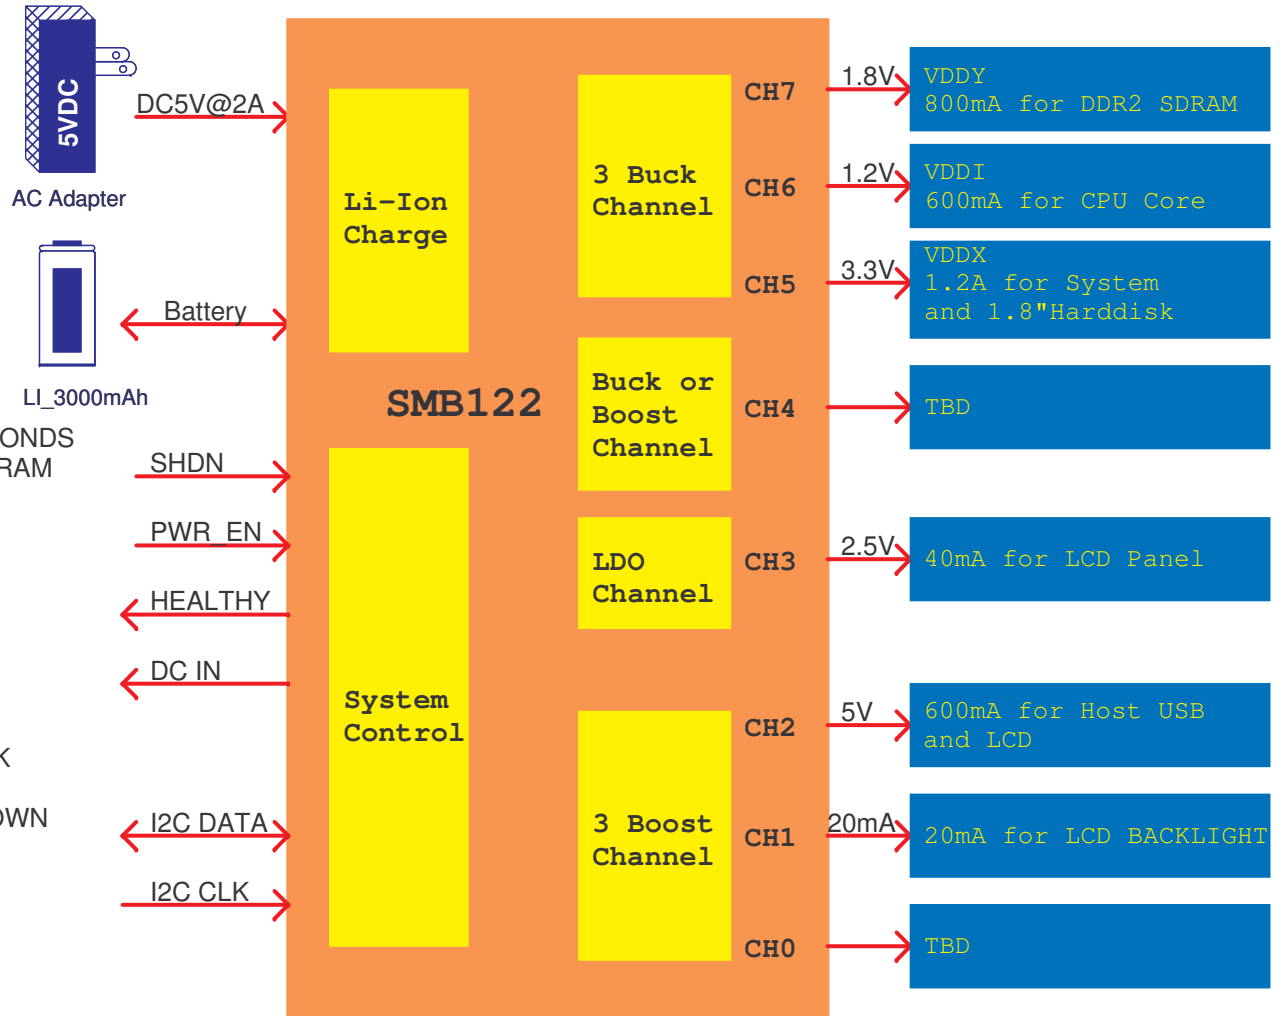 5VDC
AC Adapter
DC5V@2A
Battery
LI_3000mAh
ONDS
RAM
SHDN
PWR_EN
HEALTHY
DC IN
K
OWN
I2C DATA
I2C CLK
Li-Ion
Charge
SMB122
System
Control
3 Buck
Channel
Buck or
Boost
Channel
LDO
Channel
3 Boost
Channel
CH7
1.8V
VDDY
800mA for DDR2 SDRAM
CH6
1.2V
VDDI
600mA for CPU Core
CH5
3.3V
VDDX
1.2A for System
and 1.8"Harddisk
CH4
TBD
CH3
2.5V
40mA for LCD Panel
CH2
5V
600mA for Host USB
and LCD
CH1
20mA
20mA for LCD BACKLIGHT
CH0
TBD